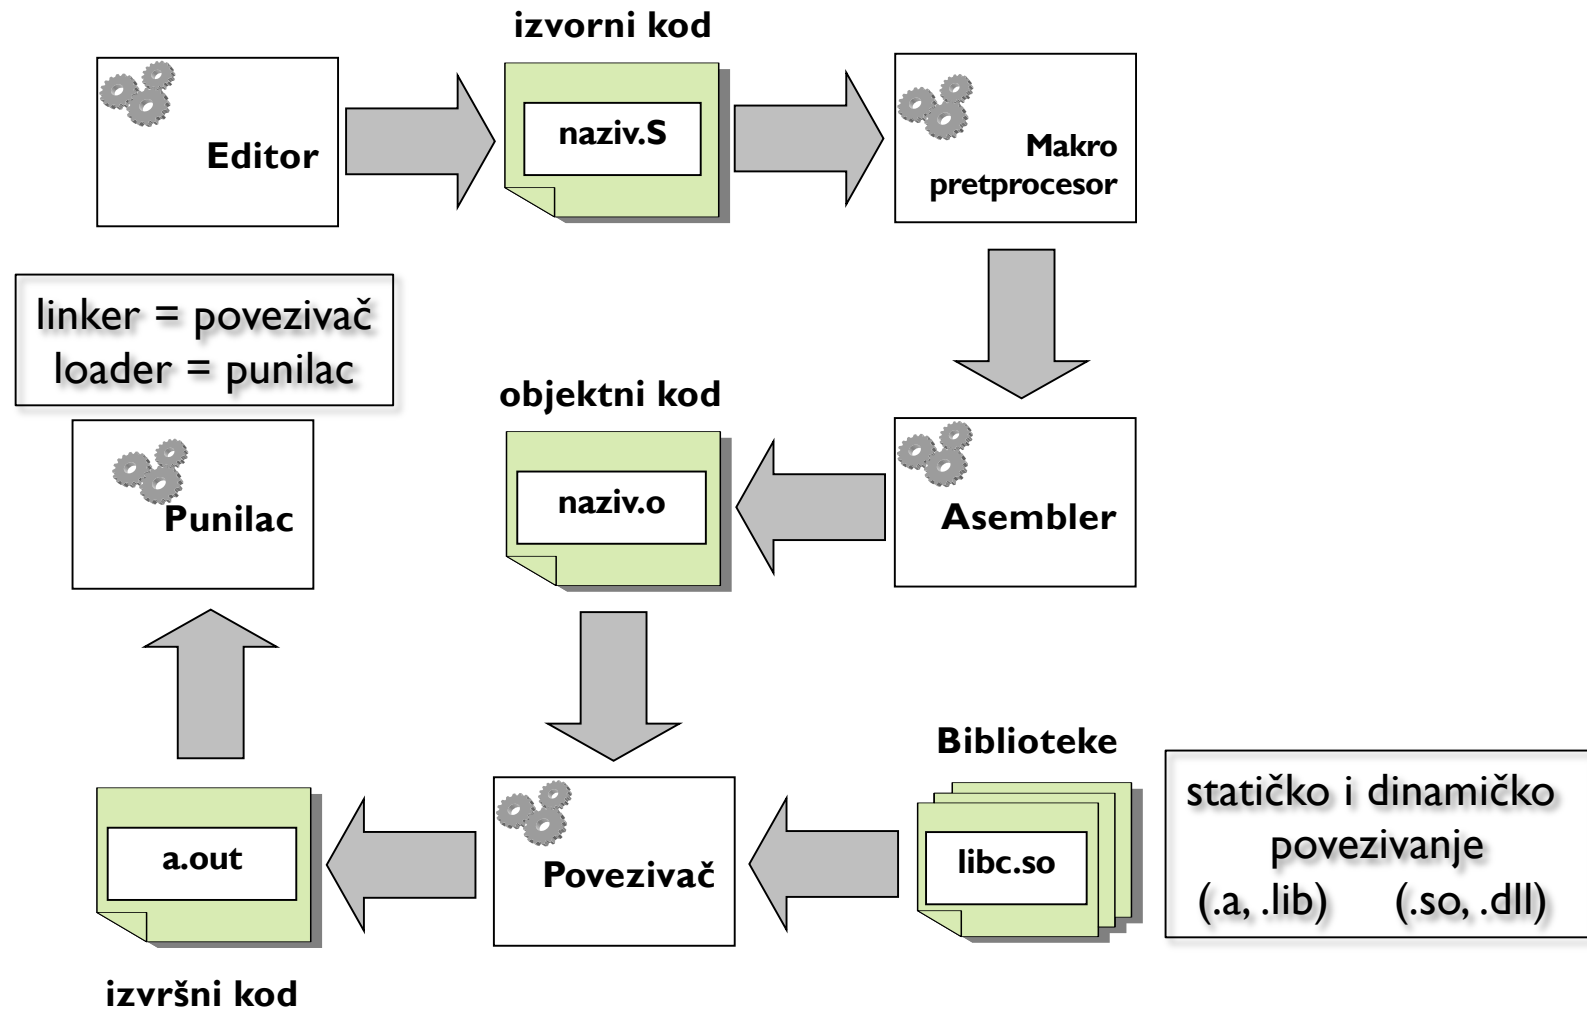 izvorni kod
Editor
naziv.S
Makro
pretprocesor
linker = povezivač
loader = punilac
objektni kod
Punilac
naziv.o
Asembler
Biblioteke
a.out
Povezivač
libc.so
statičko i dinamičko
povezivanje
(.a, .lib) (.so, .dll)
izvršni kod